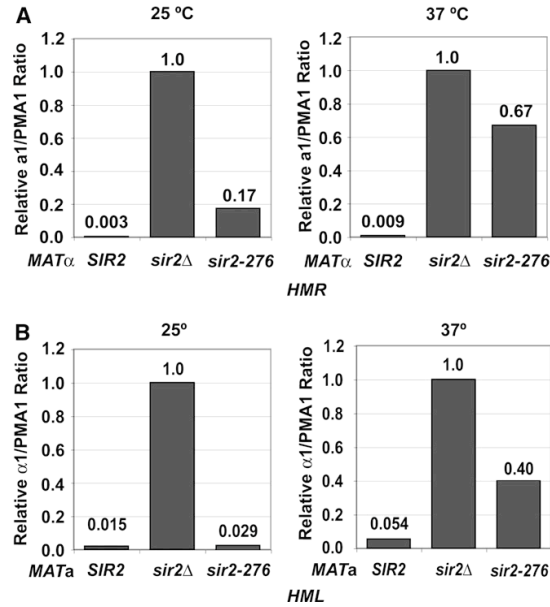 A
25 ºC
37 ºC
Relative a1/PMA1 Ratio
1.2
1.0
0.8
0.6
0.4
0.2
0.0
0.003
1.0
0.17
MATα SIR2 sir2Δ sir2-276
Relative a1/PMA1 Ratio
1.2
1.0
0.8
0.6
0.4
0.2
0.0
0.009
1.0
0.67
MATα SIR2 sir2Δ sir2-276
HMR
B
25º
37º
Relative α1/PMA1 Ratio
1.2
1.0
0.8
0.6
0.4
0.2
0.0
0.015
1.0
0.029
MATa SIR2 sir2Δ sir2-276
Relative α1/PMA1 Ratio
1.2
1.0
0.8
0.6
0.4
0.2
0.0
0.054
1.0
0.40
MATa SIR2 sir2Δ sir2-276
HML